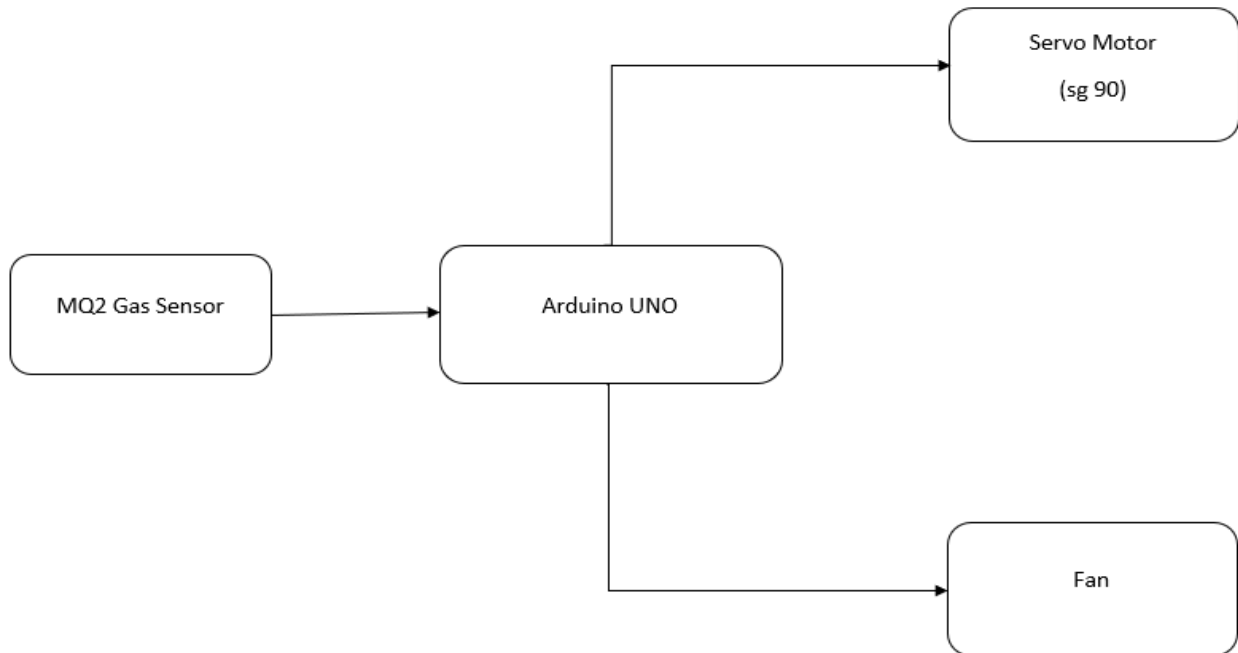 Servo Motor
(sg 90)
MQ2 Gas Sensor
Arduino UNO
Fan